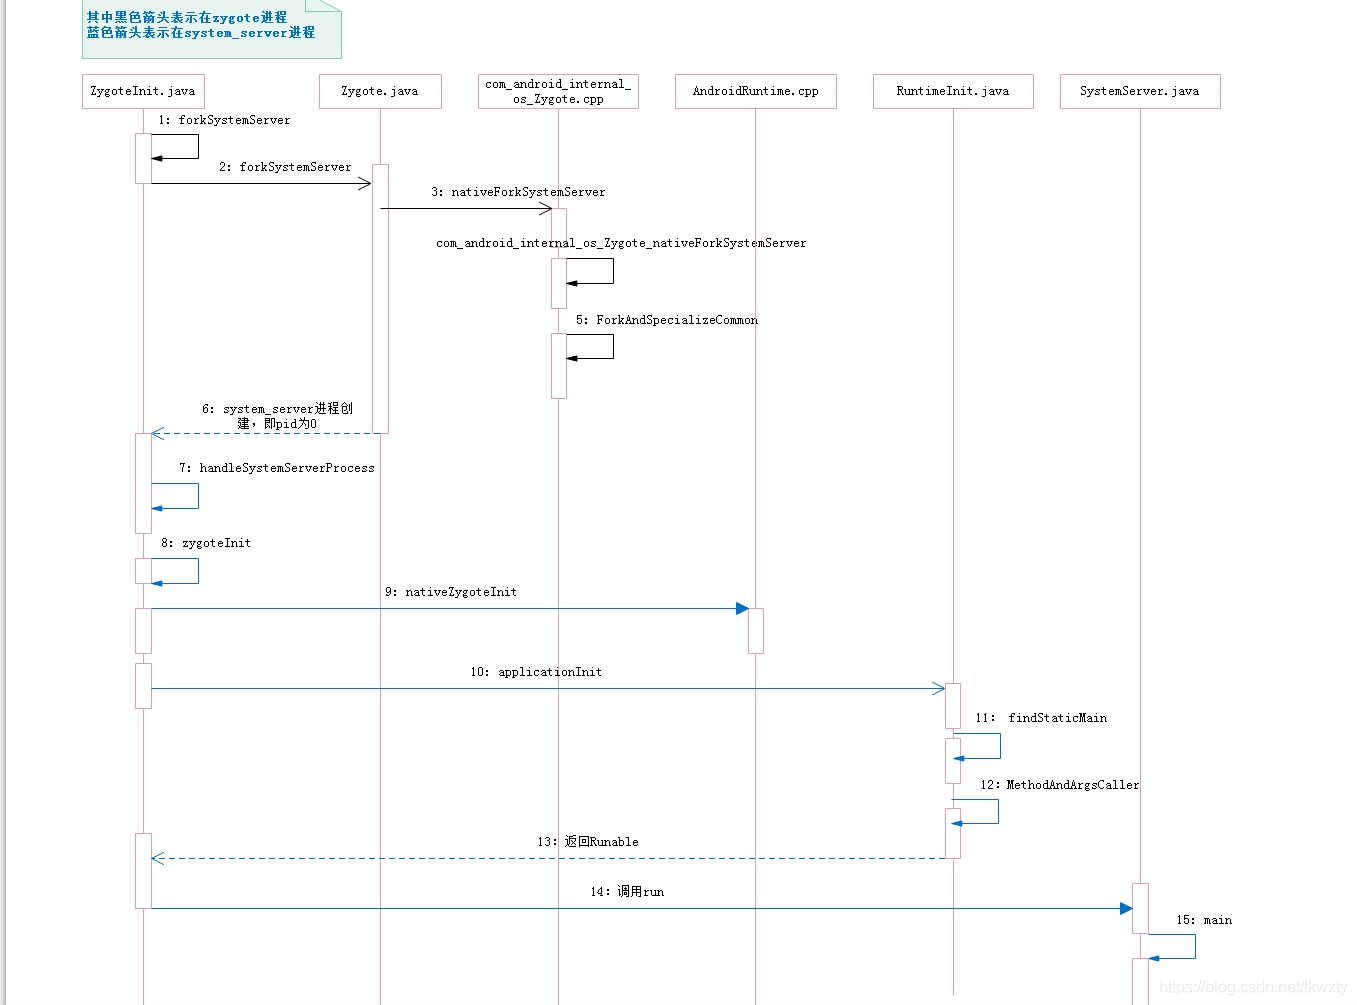 其中黑色箭头表示在zygote进程
蓝色箭头表示在system_server进程
ZygoteInit.java
Zygote.java
com_android_internal_
os_Zygote.cpp
AndroidRuntime.cpp
RuntimeInit.java
SystemServer.java
1: forkSystemServer
2: forkSystemServer
3: nativeForkSystemServer
com_android_internal_os_Zygote_nativeForkSystemServer
5: ForkAndSpecializeCommon
6: system_server进程创
建，即pid为0
7: handleSystemServerProcess
8: zygoteInit
9: nativeZygoteInit
10: applicationInit
11: findStaticMain
12: MethodAndArgsCaller
13: 返回Runable
14: 调用run
15: main
https://blog.csdn.net/tkwxty